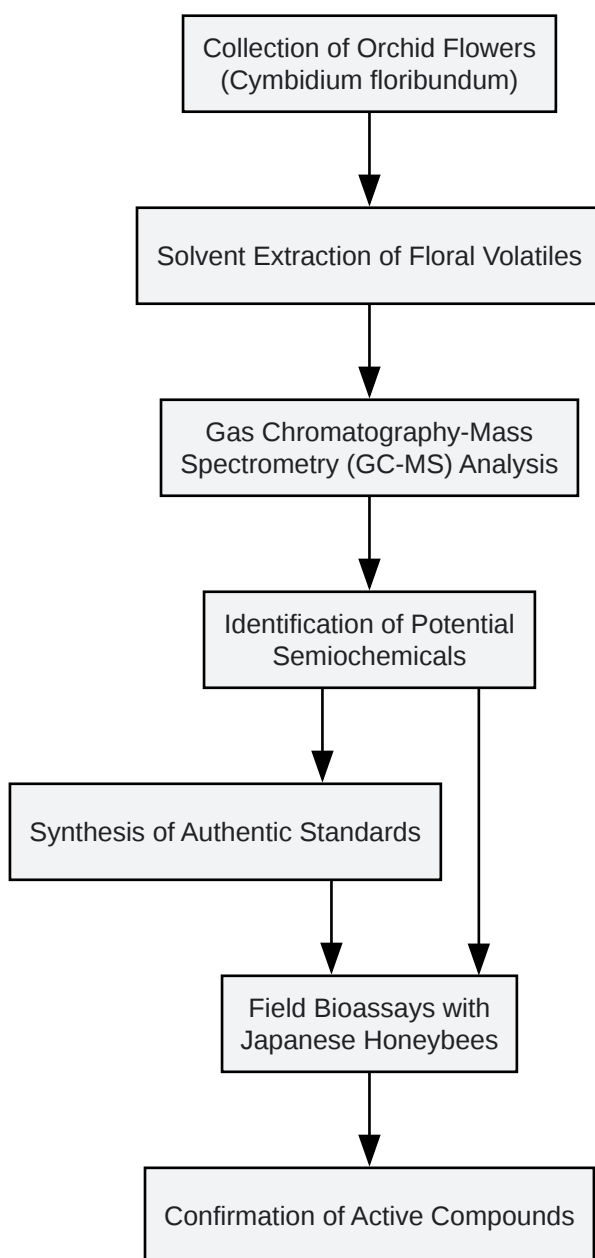 Collection of Orchid Flowers
(Cymbidium floribundum)
Solvent Extraction of Floral Volatiles
Gas Chromatography-Mass
Spectrometry (GC-MS) Analysis
Identification of Potential
Semiochemicals
Synthesis of Authentic Standards
Field Bioassays with
Japanese Honeybees
Confirmation of Active Compounds